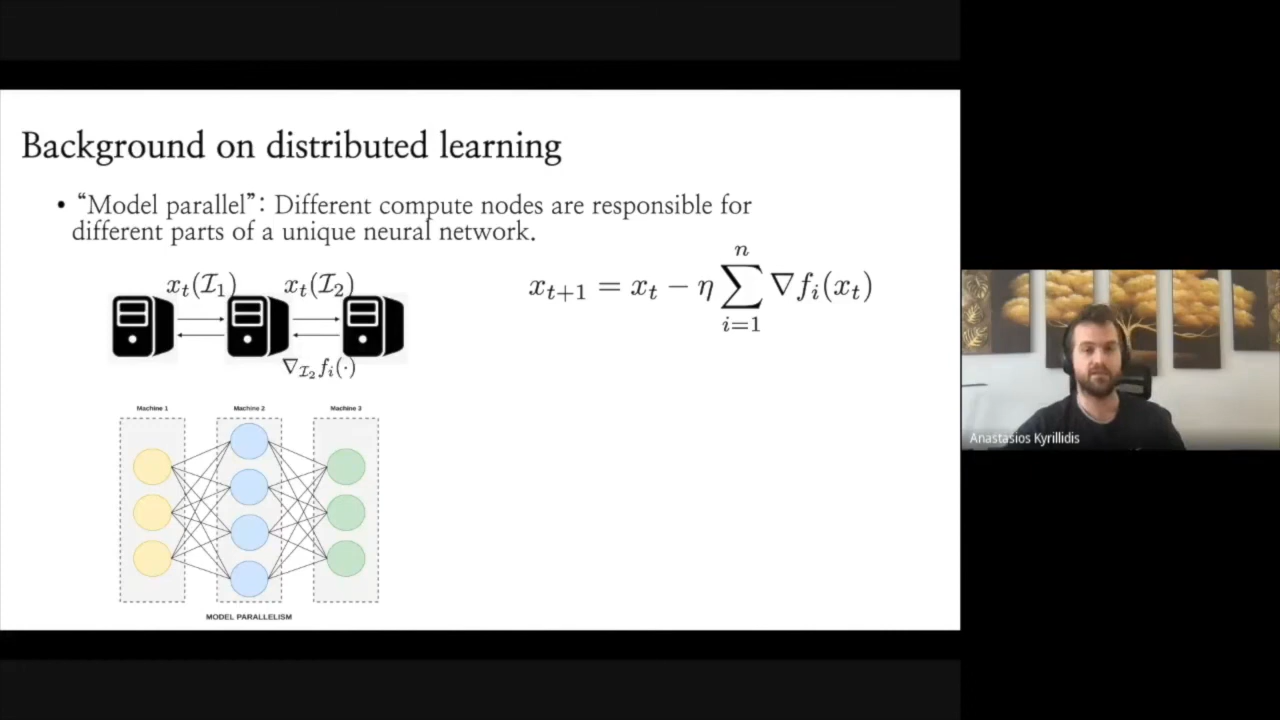 Background on distributed learning
• “Model parallel”: Different compute nodes are responsible for
different parts of a unique neural network.
x_t(ℐ_1) x_t(ℐ_2)
x_{t+1} = x_t − η ∑_{i=1}^{n} ∇f_i(x_t)
∇_{ℐ_2} f_i(·)
Machine 1 Machine 2 Machine 3
MODEL PARALLELISM
Anastasios Kyrillidis